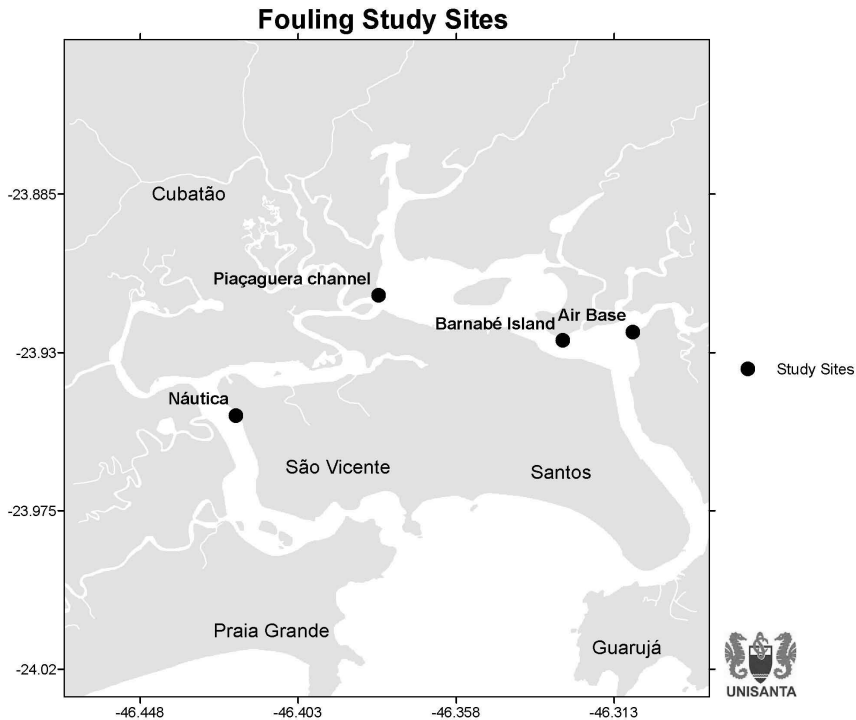 Fouling Study Sites
-23.885
Cubatão
Piaçaguera channel
Barnabé Island
Air Base
-23.93
Study Sites
Náutica
São Vicente
Santos
-23.975
Praia Grande
Guarujá
-24.02
UNISANTA
-46.448
-46.403
-46.358
-46.313